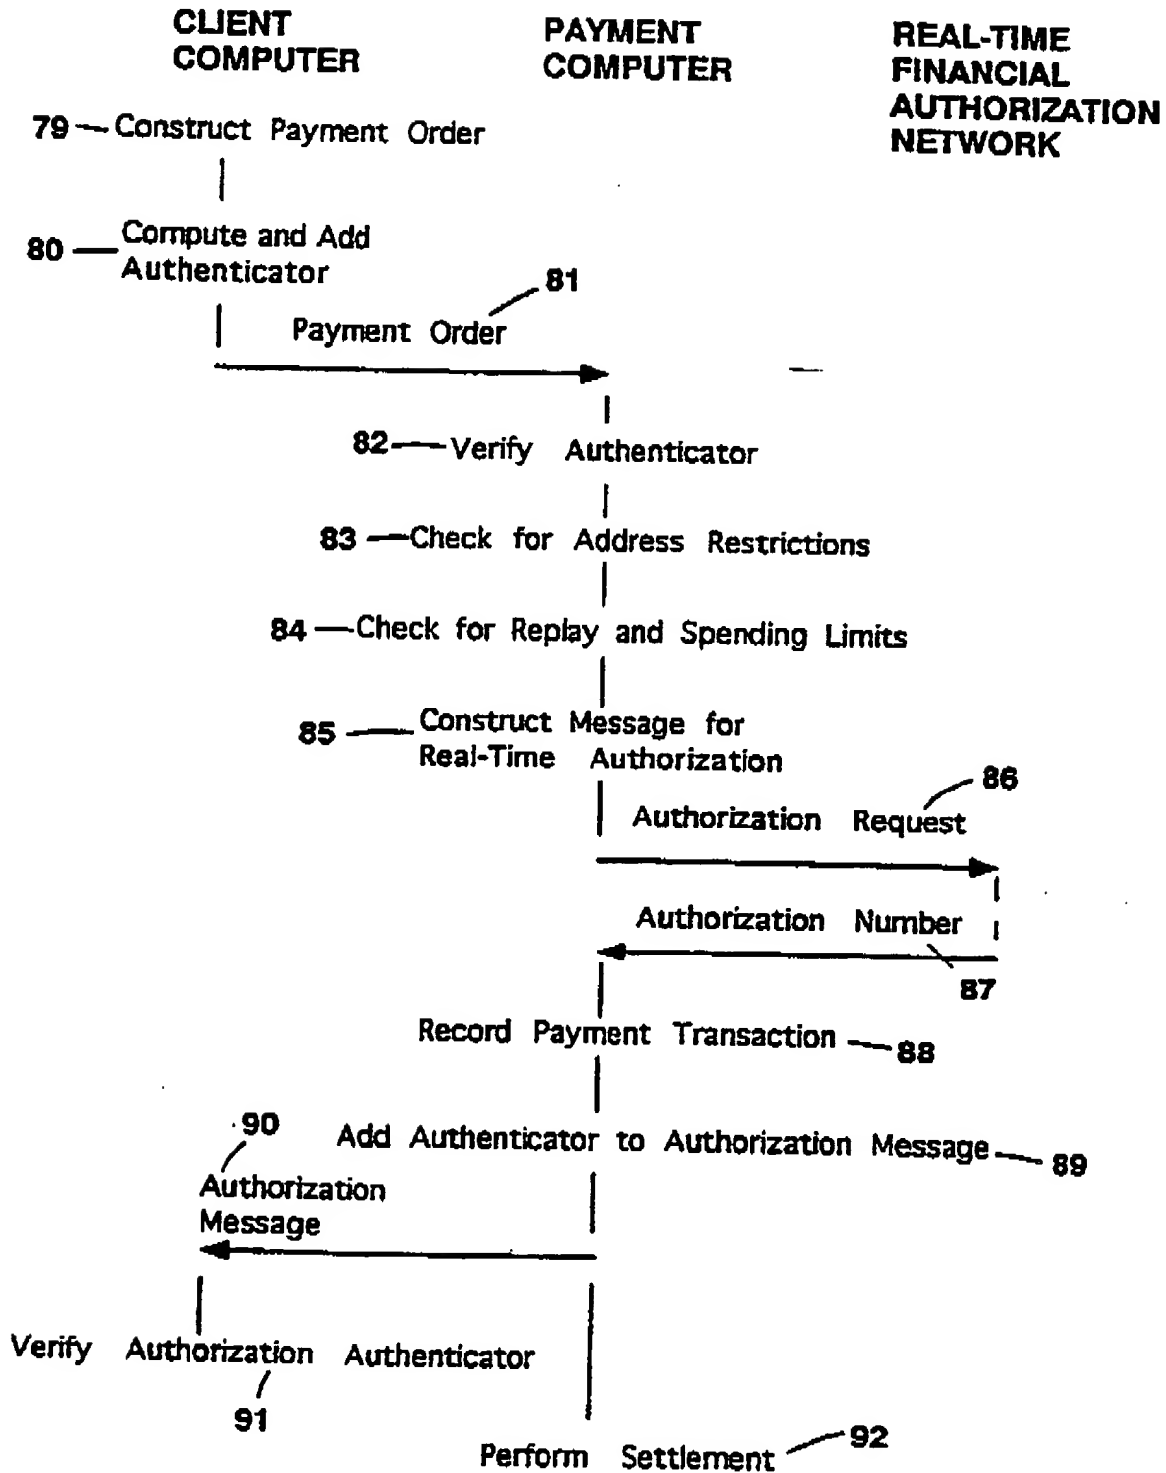 CLIENT
COMPUTER
PAYMENT
COMPUTER
REAL-TIME
FINANCIAL
AUTHORIZATION
NETWORK
79 Construct Payment Order
80 Compute and Add
Authenticator
81
Payment Order
82 Verify Authenticator
83 Check for Address Restrictions
84 Check for Replay and Spending Limits
85 Construct Message for
Real-Time Authorization
86
Authorization Request
Authorization Number
87
Record Payment Transaction 88
Add Authenticator to Authorization Message 89
90
Authorization
Message
Verify Authorization Authenticator
91
Perform Settlement 92